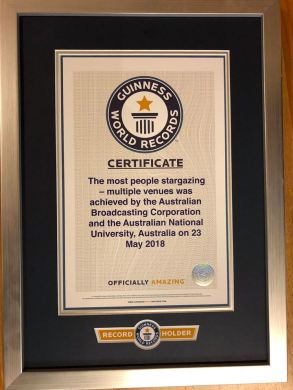 GUINNESS
WORLD RECORDS
CERTIFICATE
The most people stargazing
– multiple venues was
achieved by the Australian
Broadcasting Corporation
and the Australian National
University, Australia on 23
May 2018
OFFICIALLY AMAZING
RECORD HOLDER